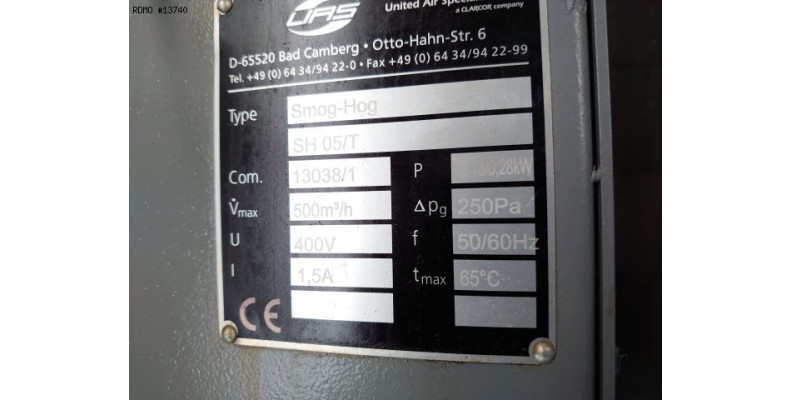 RDMO #13740
UAS
United Air
a CLARCOR company
D-65520 Bad Camberg • Otto-Hahn-Str. 6
Tel. +49 (0) 64 34/94 22-0 • Fax +49 (0) 64 34/94 22-99
Type Smog-Hog
SH 05/T
Com. 13038/1 P 0,28kW
V̇max 500m³/h Δpg 250Pa
U 400V f 50/60Hz
I 1,5A tmax 65°C
CE